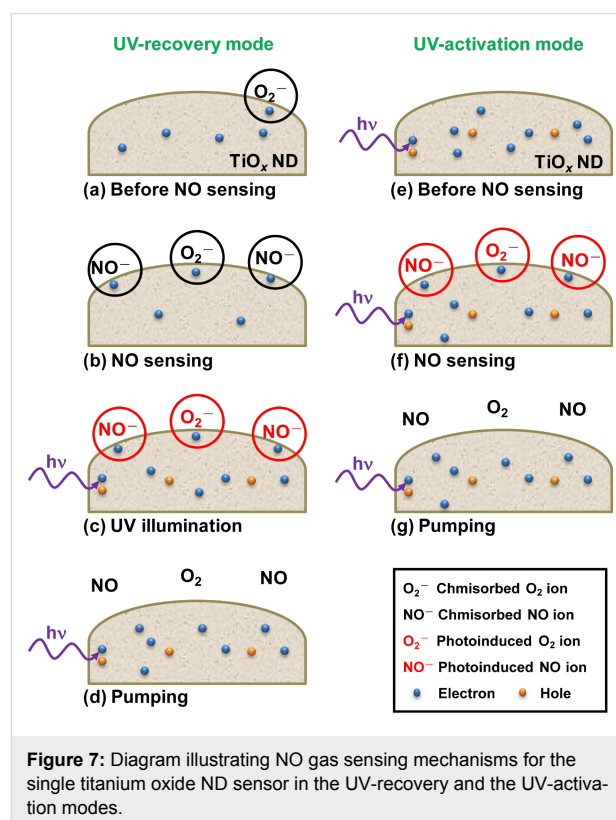 UV-recovery mode
UV-activation mode
O₂⁻
TiOₓ ND
(a) Before NO sensing
hν
TiOₓ ND
(e) Before NO sensing
NO⁻ O₂⁻ NO⁻
(b) NO sensing
NO⁻ O₂⁻ NO⁻
hν
(f) NO sensing
NO⁻ O₂⁻ NO⁻
hν
(c) UV illumination
NO O₂ NO
hν
(g) Pumping
NO O₂ NO
hν
(d) Pumping
O₂⁻ Chmisorbed O₂ ion
NO⁻ Chmisorbed NO ion
O₂⁻ Photoinduced O₂ ion
NO⁻ Photoinduced NO ion
Electron Hole
Figure 7: Diagram illustrating NO gas sensing mechanisms for the
single titanium oxide ND sensor in the UV-recovery and the UV-activa-
tion modes.